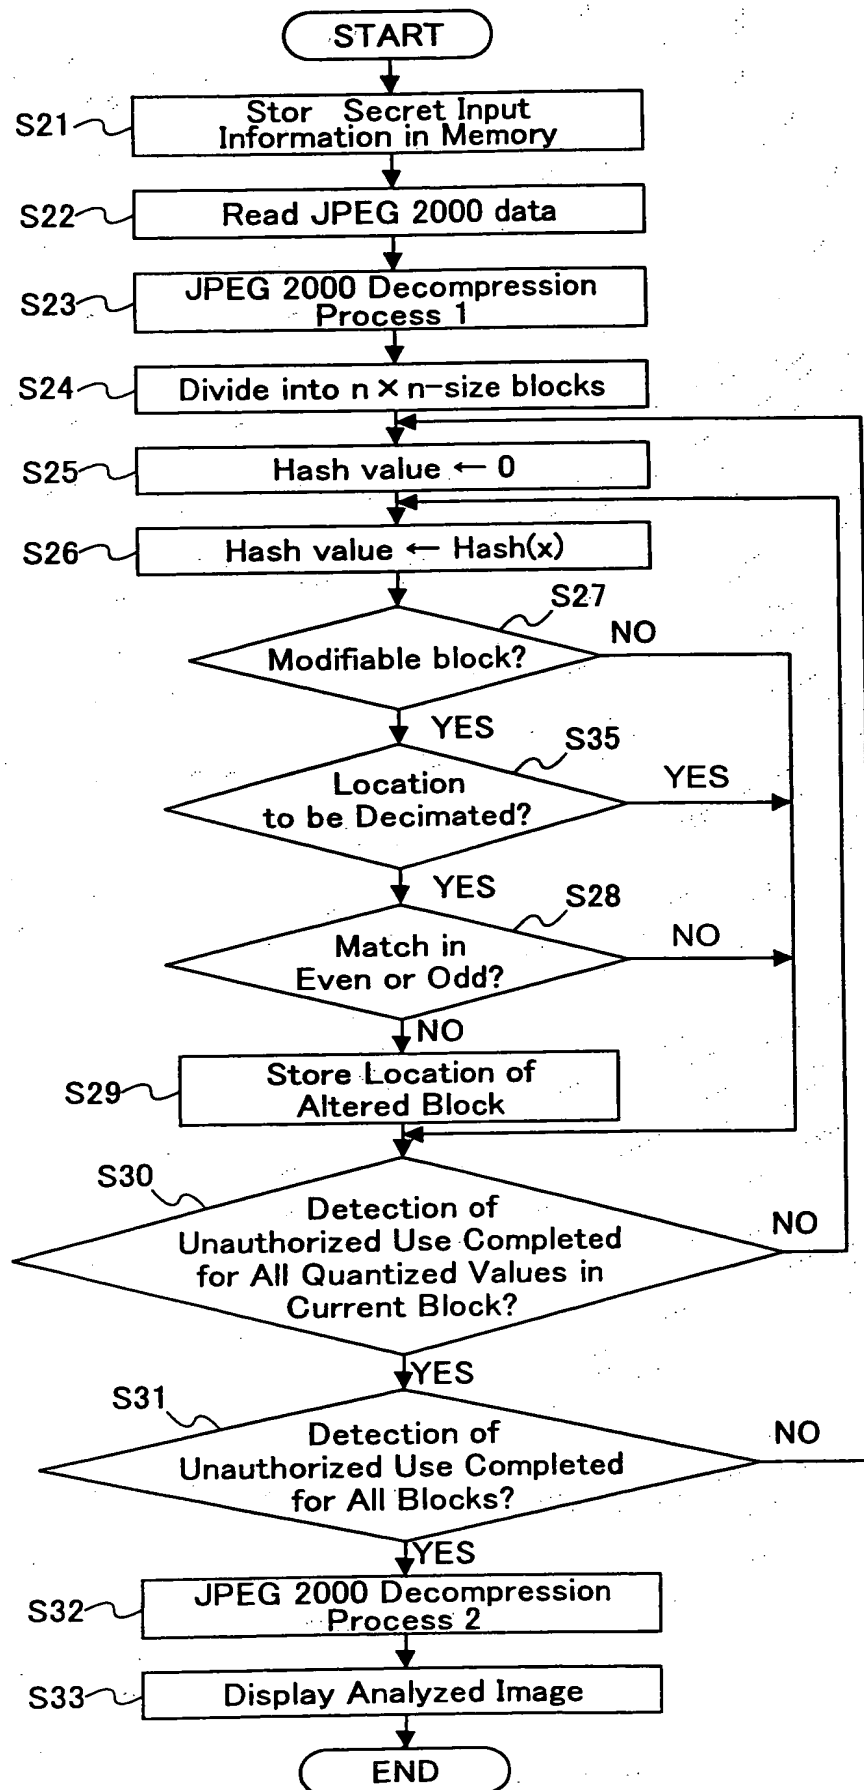 START
S21
Stor Secret Input
Information in Memory
S22
Read JPEG 2000 data
S23
JPEG 2000 Decompression
Process 1
S24
Divide into n × n-size blocks
S25
Hash value ← 0
S26
Hash value ← Hash(x)
S27
NO
Modifiable block?
YES
S35
Location
to be Decimated?
YES
YES
S28
Match in
Even or Odd?
NO
NO
S29
Store Location of
Altered Block
S30
Detection of
Unauthorized Use Completed
for All Quantized Values in
Current Block?
NO
YES
S31
Detection of
Unauthorized Use Completed
for All Blocks?
NO
YES
S32
JPEG 2000 Decompression
Process 2
S33
Display Analyzed Image
END